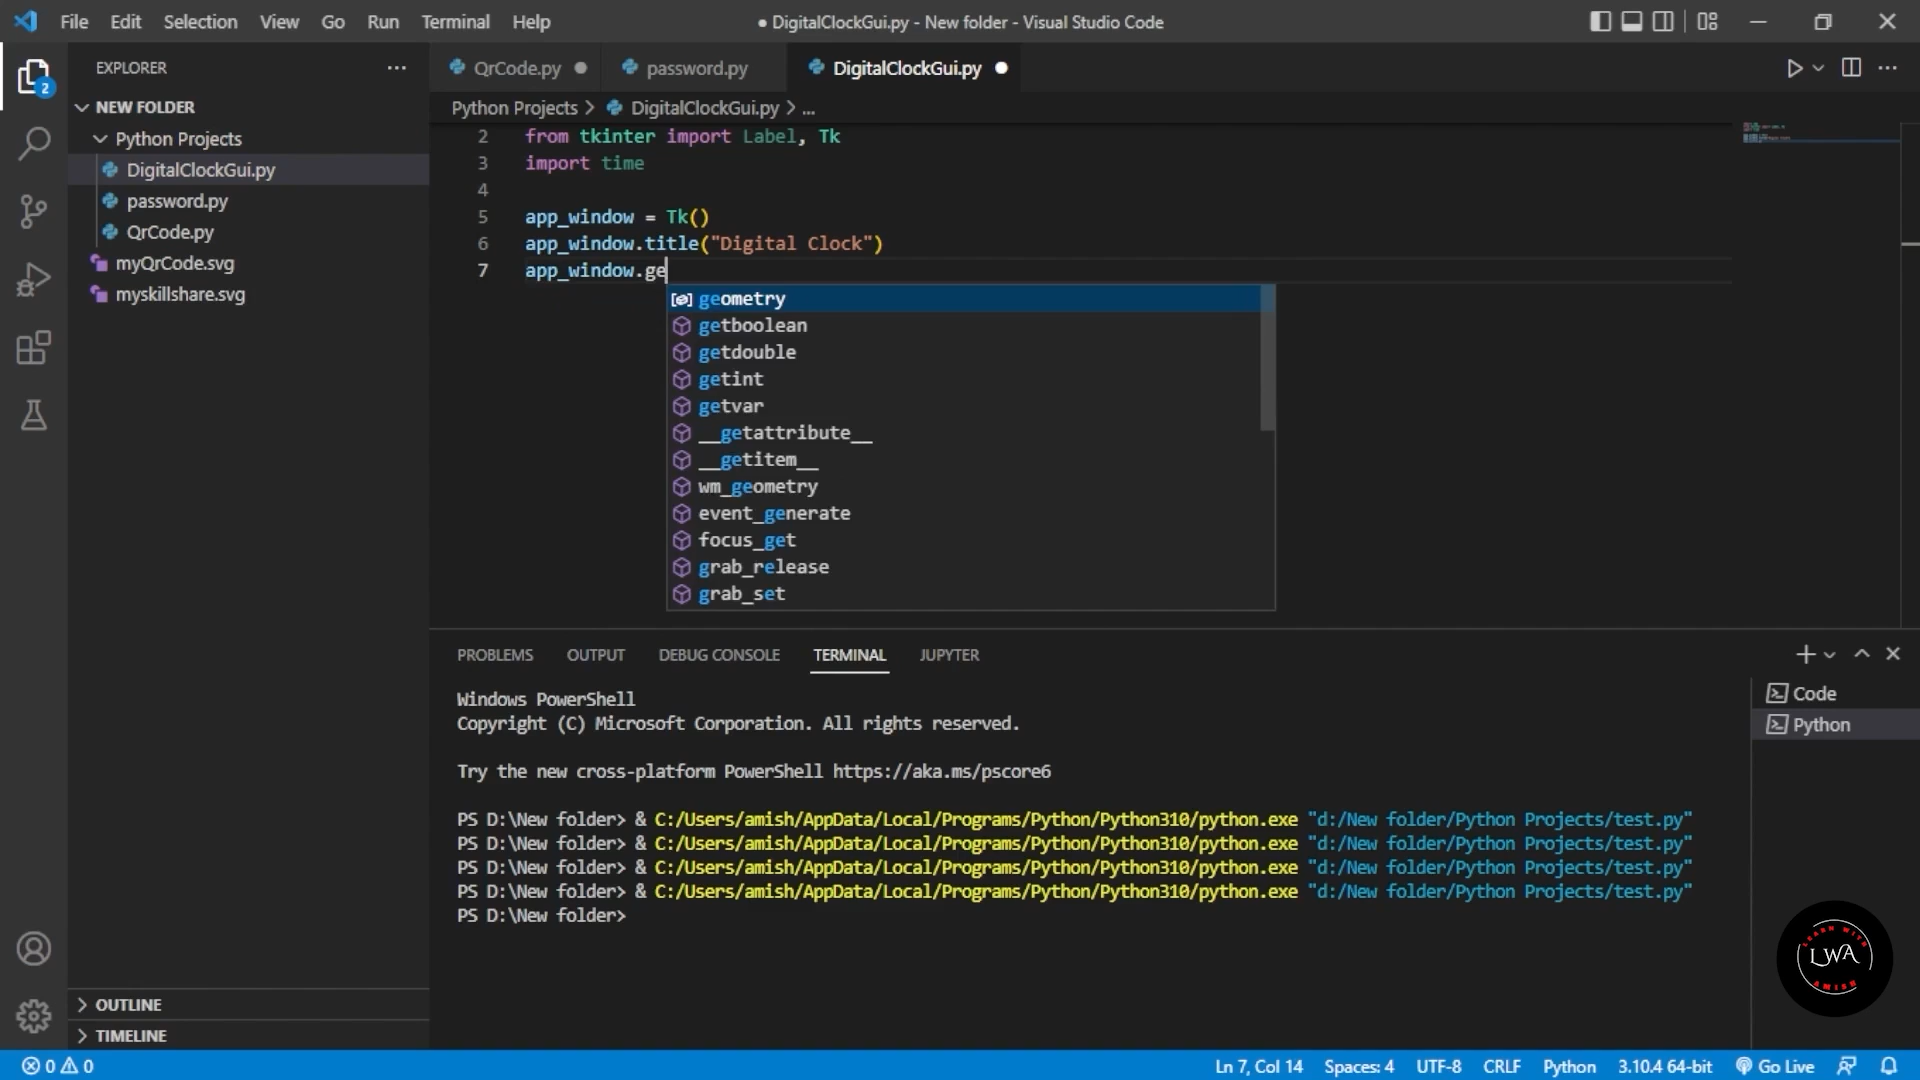 File Edit Selection View Go Run Terminal Help
● DigitalClockGui.py - New folder - Visual Studio Code
EXPLORER
2
NEW FOLDER
Python Projects
DigitalClockGui.py
password.py
QrCode.py
myQrCode.svg
myskillshare.svg
OUTLINE
TIMELINE
QrCode.py password.py DigitalClockGui.py
Python Projects > DigitalClockGui.py > ...
2 from tkinter import Label, Tk
3 import time
4
5 app_window = Tk()
6 app_window.title("Digital Clock")
7 app_window.ge
geometry
getboolean
getdouble
getint
getvar
__getattribute__
__getitem__
wm_geometry
event_generate
focus_get
grab_release
grab_set
PROBLEMS OUTPUT DEBUG CONSOLE TERMINAL JUPYTER
Windows PowerShell
Copyright (C) Microsoft Corporation. All rights reserved.
Try the new cross-platform PowerShell https://aka.ms/pscore6
PS D:\New folder> & C:/Users/amish/AppData/Local/Programs/Python/Python310/python.exe "d:/New folder/Python Projects/test.py"
PS D:\New folder> & C:/Users/amish/AppData/Local/Programs/Python/Python310/python.exe "d:/New folder/Python Projects/test.py"
PS D:\New folder> & C:/Users/amish/AppData/Local/Programs/Python/Python310/python.exe "d:/New folder/Python Projects/test.py"
PS D:\New folder> & C:/Users/amish/AppData/Local/Programs/Python/Python310/python.exe "d:/New folder/Python Projects/test.py"
PS D:\New folder>
Code
Python
LEARN WITH
LWA
AMISH
0 0
Ln 7, Col 14 Spaces: 4 UTF-8 CRLF Python 3.10.4 64-bit Go Live